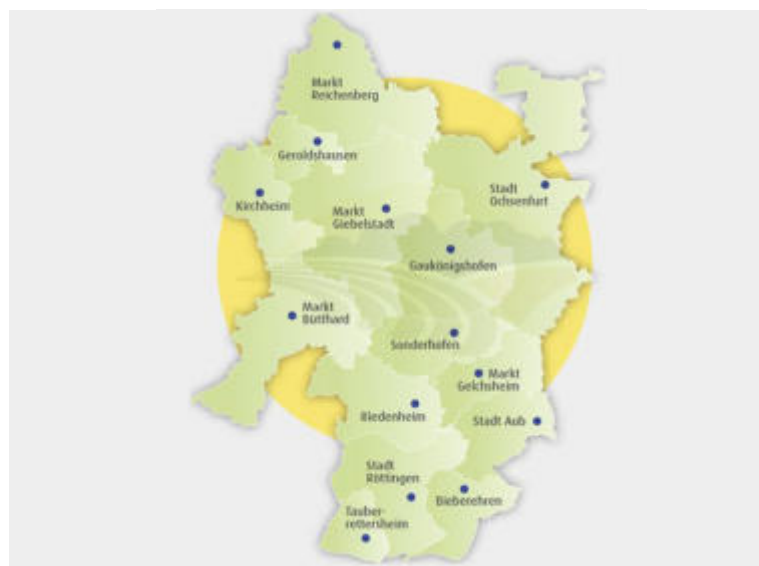 Markt
Reichenberg
Geroldshausen
Kirchheim
Markt
Giebelstadt
Stadt
Ochsenfurt
Gaukönigshofen
Markt
Bütthard
Sonderhofen
Markt
Gelchsheim
Riedenheim
Stadt Aub
Stadt
Röttingen
Bieberehren
Tauber-
rettersheim